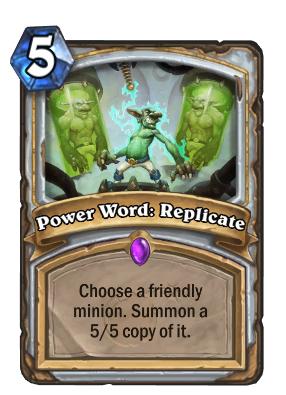 5
Power Word: Replicate
Choose a friendly
minion. Summon a
5/5 copy of it.